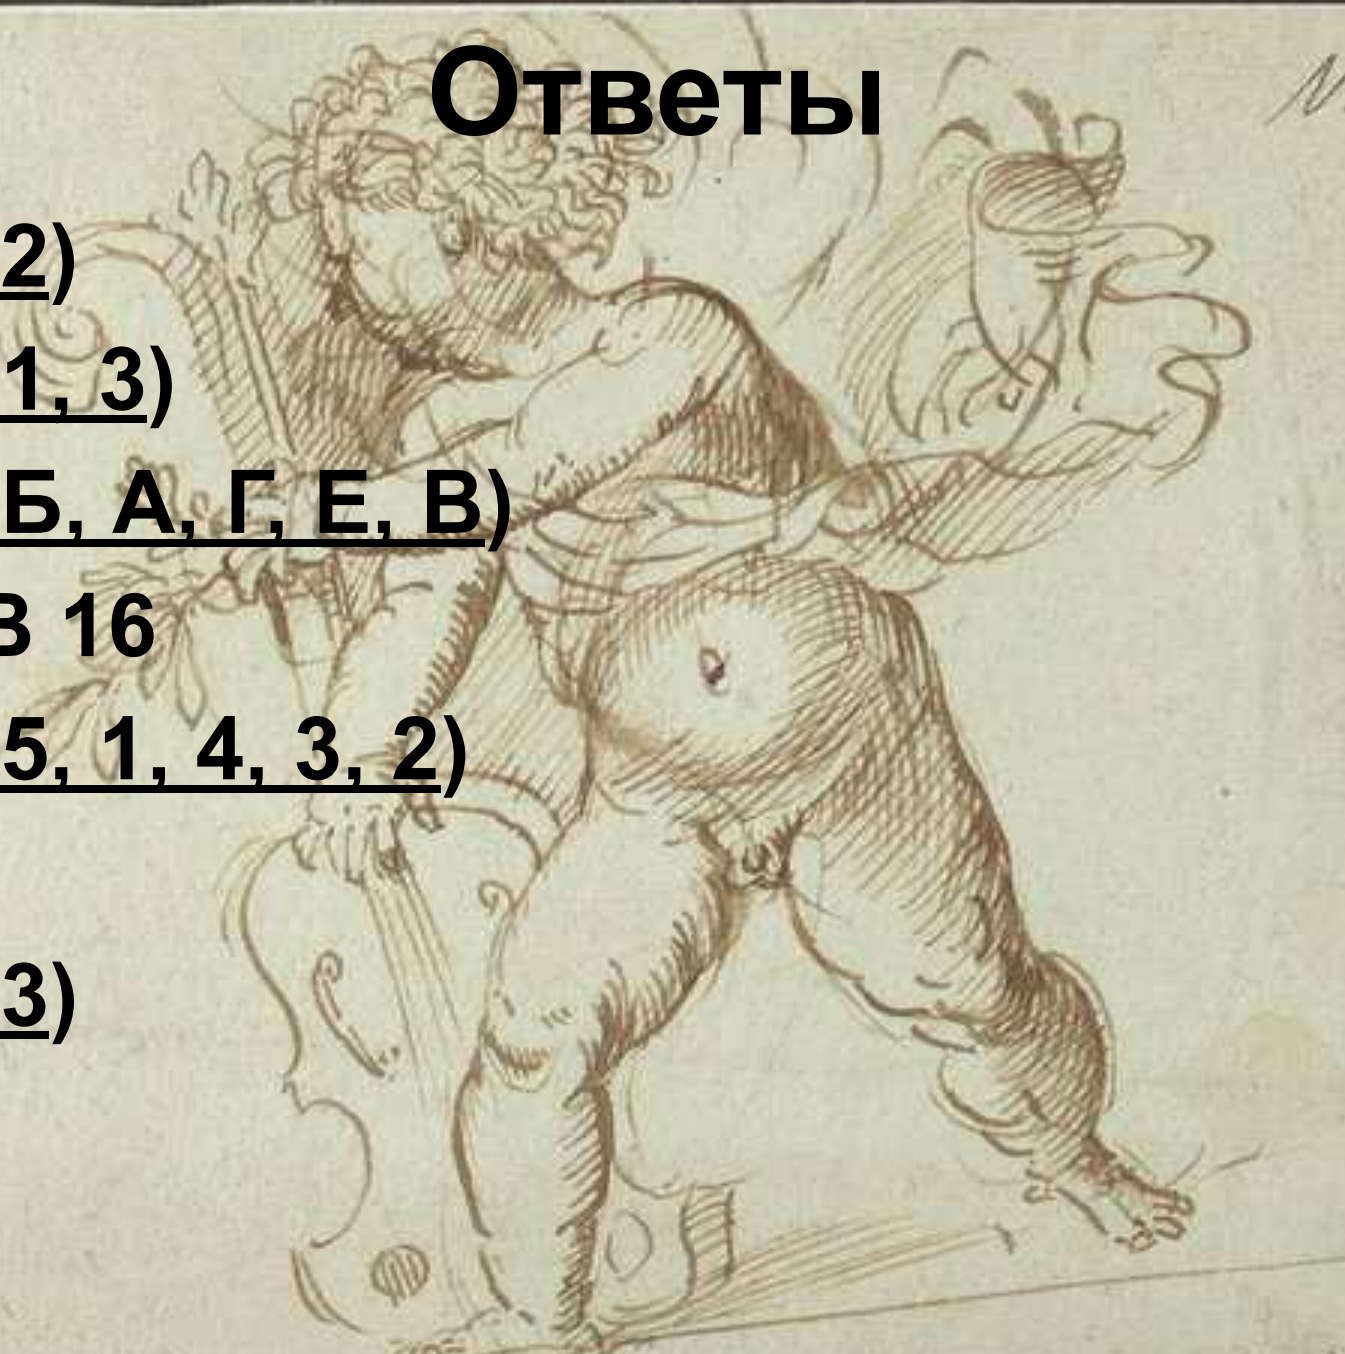 Ответы
2)
1, 3)
Б, А, Г, Е, В)
В 16
5, 1, 4, 3, 2)
3)